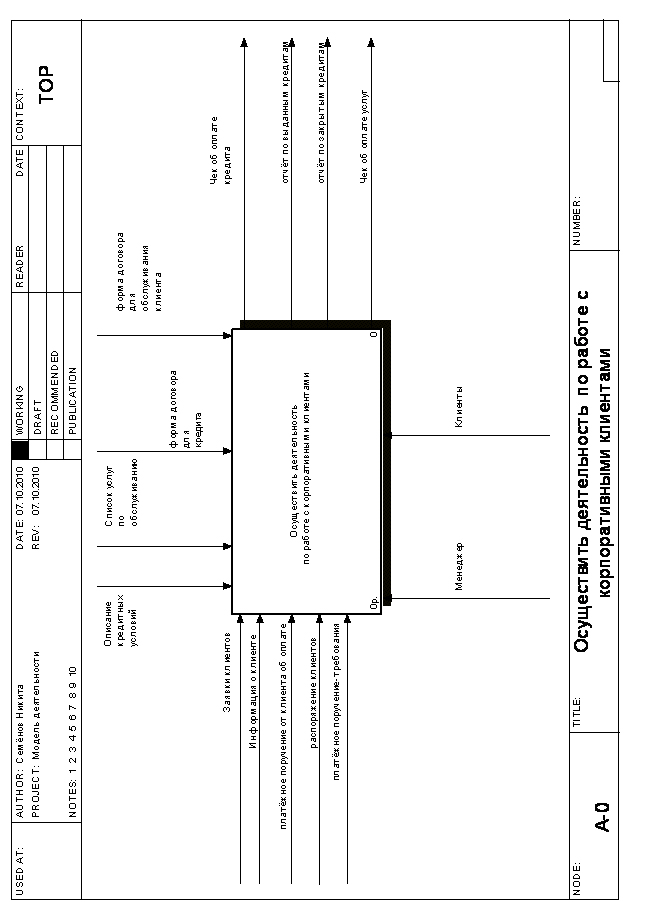 USED AT:
AUTHOR: Семёнов Никита
DATE: 07.10.2010
WORKING
READER
DATE
CONTEXT:
PROJECT: Модель деятельности
REV: 07.10.2010
DRAFT
RECOMMENDED
NOTES: 1 2 3 4 5 6 7 8 9 10
PUBLICATION
TOP
Описание
кредитных
условий
Список услуг
по
обслуживанию
форма договора
для
кредита
форма договора
для
обслуживания
клиента
Заявки клиентов
Информация о клиенте
платёжное поручение от клиента об оплате
распоряжение клиентов
платёжное поручение-требования
Осуществить деятельность
по работе с корпоративными клиентами
0р.
0
Чек об оплате
кредита
отчёт по выданным кредитам
отчёт по закрытым кредитам
Чек об оплате услуг
Менеджер
Клиенты
NODE:
TITLE:
NUMBER:
A-0
Осуществить деятельность по работе с
корпоративными клиентами